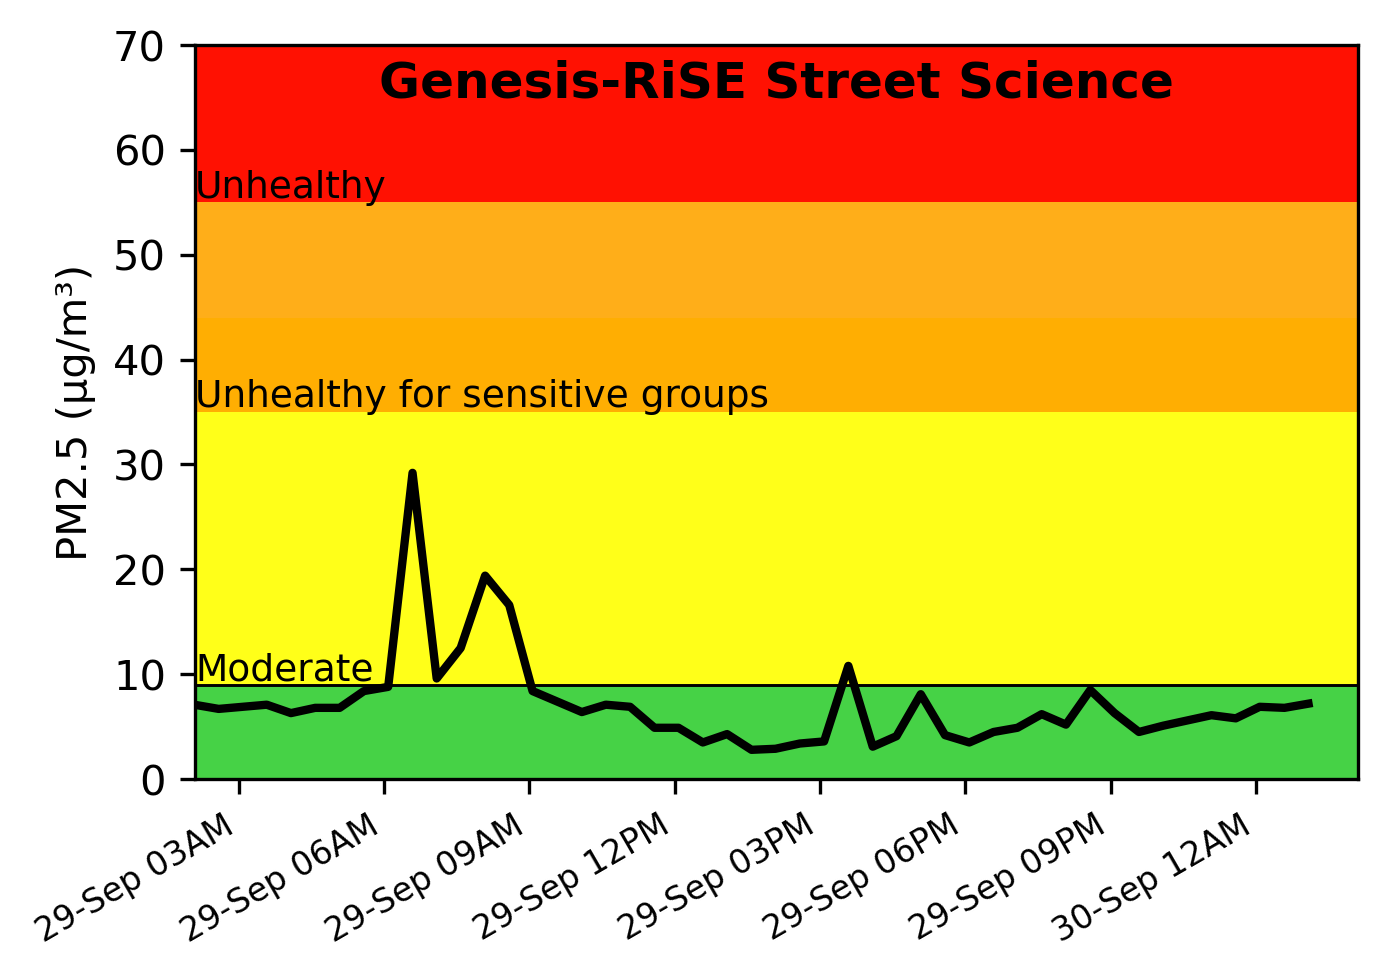 Genesis-RiSE Street Science
70
60
Unhealthy
50
40
Unhealthy for sensitive groups
30
20
10
Moderate
0
PM2.5 (µg/m³)
29-Sep 03AM
29-Sep 06AM
29-Sep 09AM
29-Sep 12PM
29-Sep 03PM
29-Sep 06PM
29-Sep 09PM
30-Sep 12AM